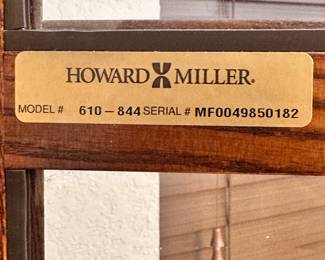 HOWARD MILLER®
MODEL # 610-844 SERIAL # MF0049850182